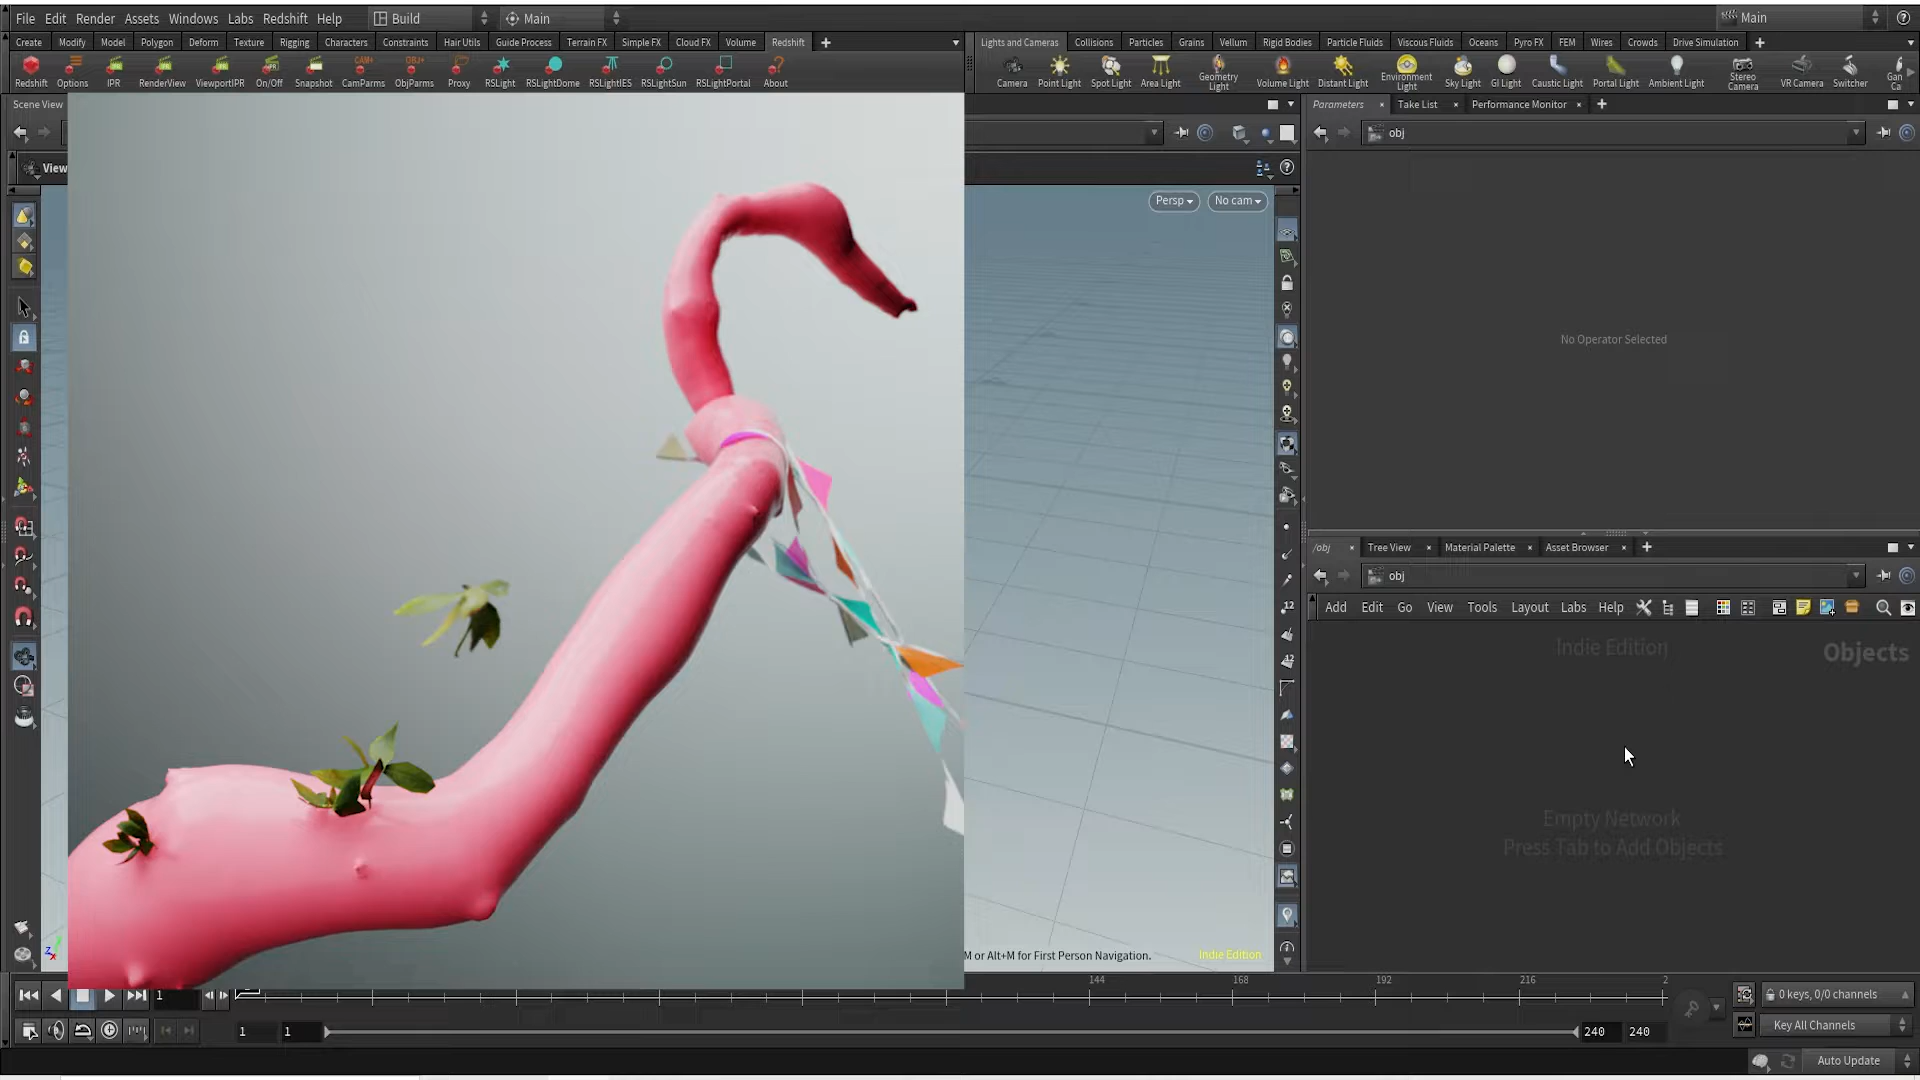 File Edit Render Assets Windows Labs Redshift Help Build Main Main
Create Modify Model Polygon Deform Texture Rigging Characters Constraints Hair Utils Guide Process Terrain FX Simple FX Cloud FX Volume Redshift
Lights and Cameras Collisions Particles Grains Vellum Rigid Bodies Particle Fluids Viscous Fluids Oceans Pyro FX FEM Wires Crowds Drive Simulation
Redshift Options IPR RenderView ViewportIPR On/Off Snapshot CamParms ObjParms Proxy RSLight RSLightDome RSLightIES RSLightSun RSLightPortal About
Camera Point Light Spot Light Area Light Geometry Light Volume Light Distant Light Environment Light Sky Light GI Light Caustic Light Portal Light Ambient Light Stereo Camera VR Camera Switcher Gan Ca
Scene View
Parameters Take List Performance Monitor
obj
View
Persp No cam
No Operator Selected
/obj Tree View Material Palette Asset Browser
obj
Add Edit Go View Tools Layout Labs Help
Indie Edition
Objects
Empty Network
Press Tab to Add Objects
M or Alt+M for First Person Navigation.
Indie Edition
144 168 192 216 2
1
0 keys, 0/0 channels
1 1 240 240
Key All Channels
Auto Update